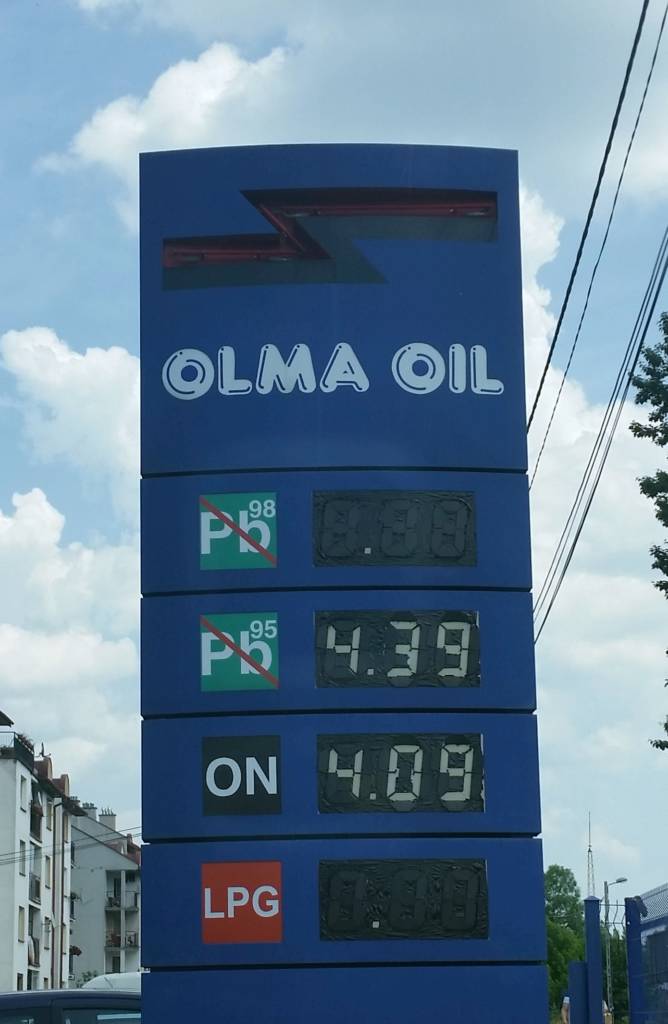 OLMA OIL
Pb98
Pb95 4.39
ON 4.09
LPG